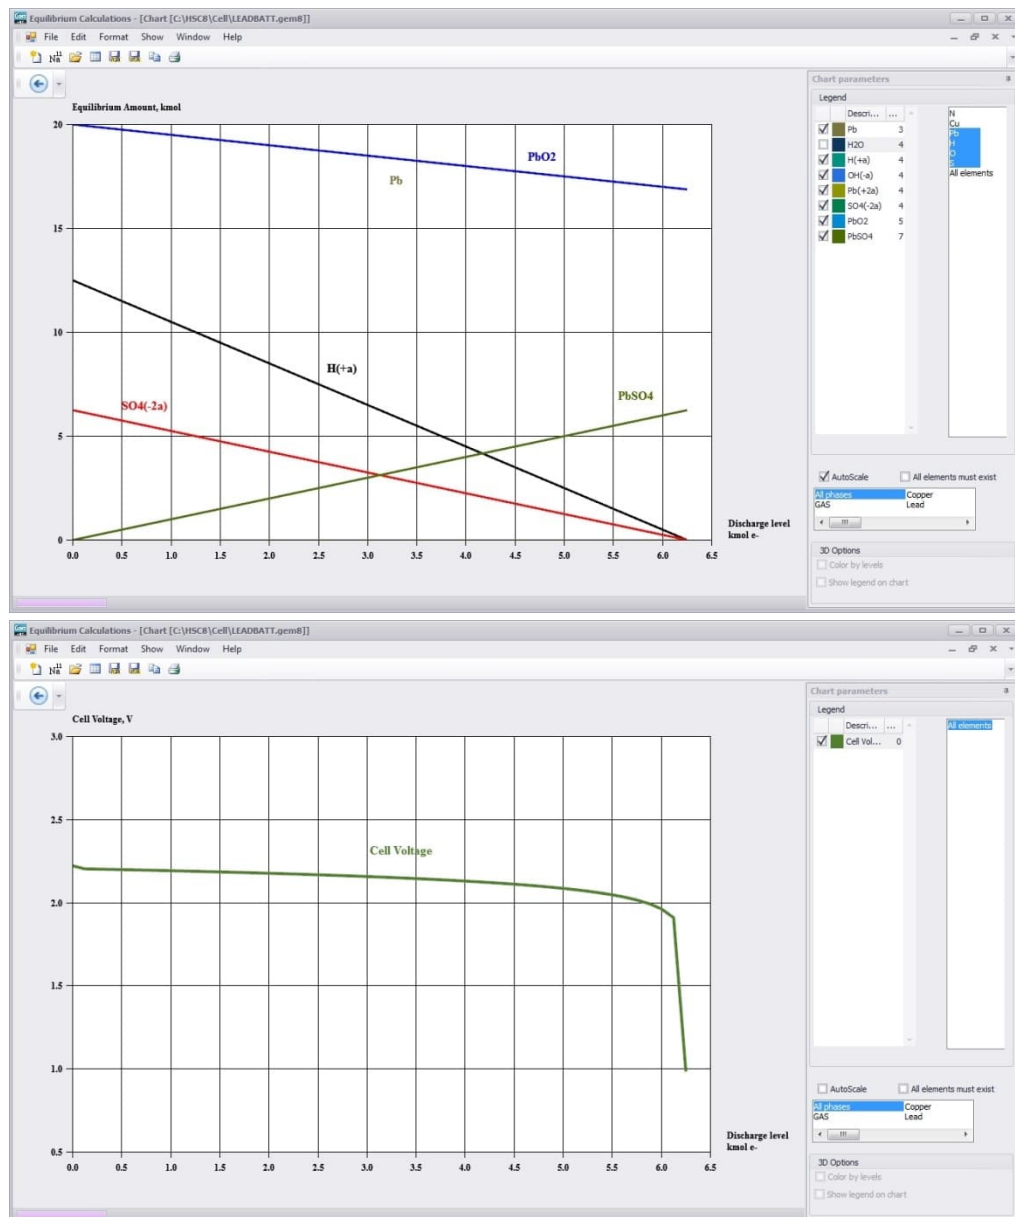 Equilibrium Calculations - [Chart [C:\HSC8\Cell\LEADBATT.gem8]]
File Edit Format Show Window Help
Chart parameters
Equilibrium Amount, kmol
20
15
10
5
0
0.0 0.5 1.0 1.5 2.0 2.5 3.0 3.5 4.0 4.5 5.0 5.5 6.0 6.5
PbO2
Pb
H(+a)
SO4(-2a)
PbSO4
Discharge level
kmol e-
Legend
Descri... ...
Pb 3
H2O 4
H(+a) 4
OH(-a) 4
Pb(+2a) 4
SO4(-2a) 4
PbO2 5
PbSO4 7
N
Cu
Pb
H
O
S
All elements
AutoScale All elements must exist
All phases Copper
GAS Lead
3D Options
Color by levels
Show legend on chart
Equilibrium Calculations - [Chart [C:\HSC8\Cell\LEADBATT.gem8]]
File Edit Format Show Window Help
Chart parameters
Cell Voltage, V
3.0
2.5
2.0
1.5
1.0
0.5
0.0 0.5 1.0 1.5 2.0 2.5 3.0 3.5 4.0 4.5 5.0 5.5 6.0 6.5
Cell Voltage
Discharge level
kmol e-
Legend
Descri... ...
Cell Vol... 0
All elements
AutoScale All elements must exist
All phases Copper
GAS Lead
3D Options
Color by levels
Show legend on chart